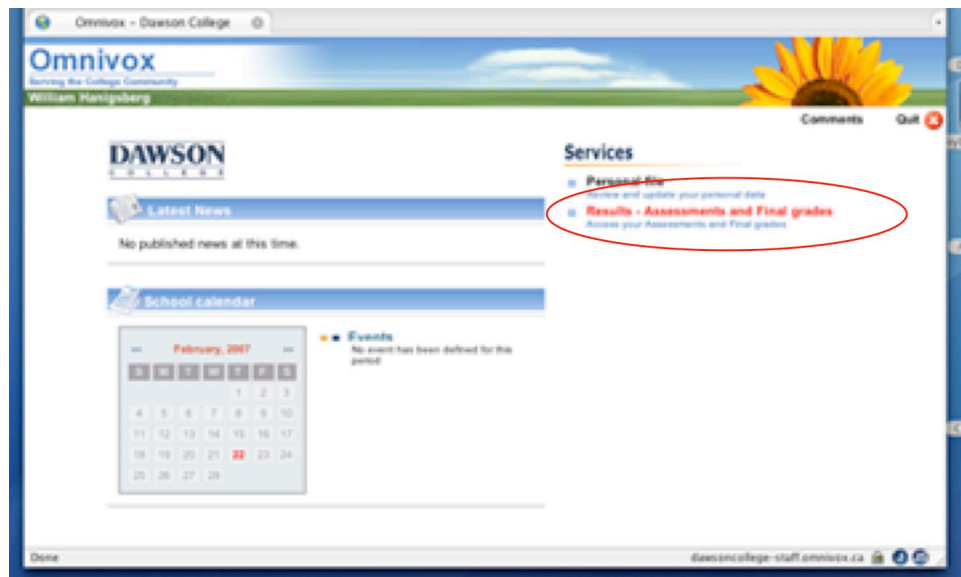 Omnivox - Dawson College
Omnivox
Serving the College Community
William Hanigsberg
Comments Quit
DAWSON
COLLEGE
Services
Personal file
Review and update your personal data
Results - Assessments and Final grades
Access your Assessments and Final grades
Latest News
No published news at this time.
School calendar
February, 2007
S M T W T F S
1 2 3
4 5 6 7 8 9 10
11 12 13 14 15 16 17
18 19 20 21 22 23 24
25 26 27 28
Events
No event has been defined for this
period
Done
dawsoncollege-staff.omnivox.ca